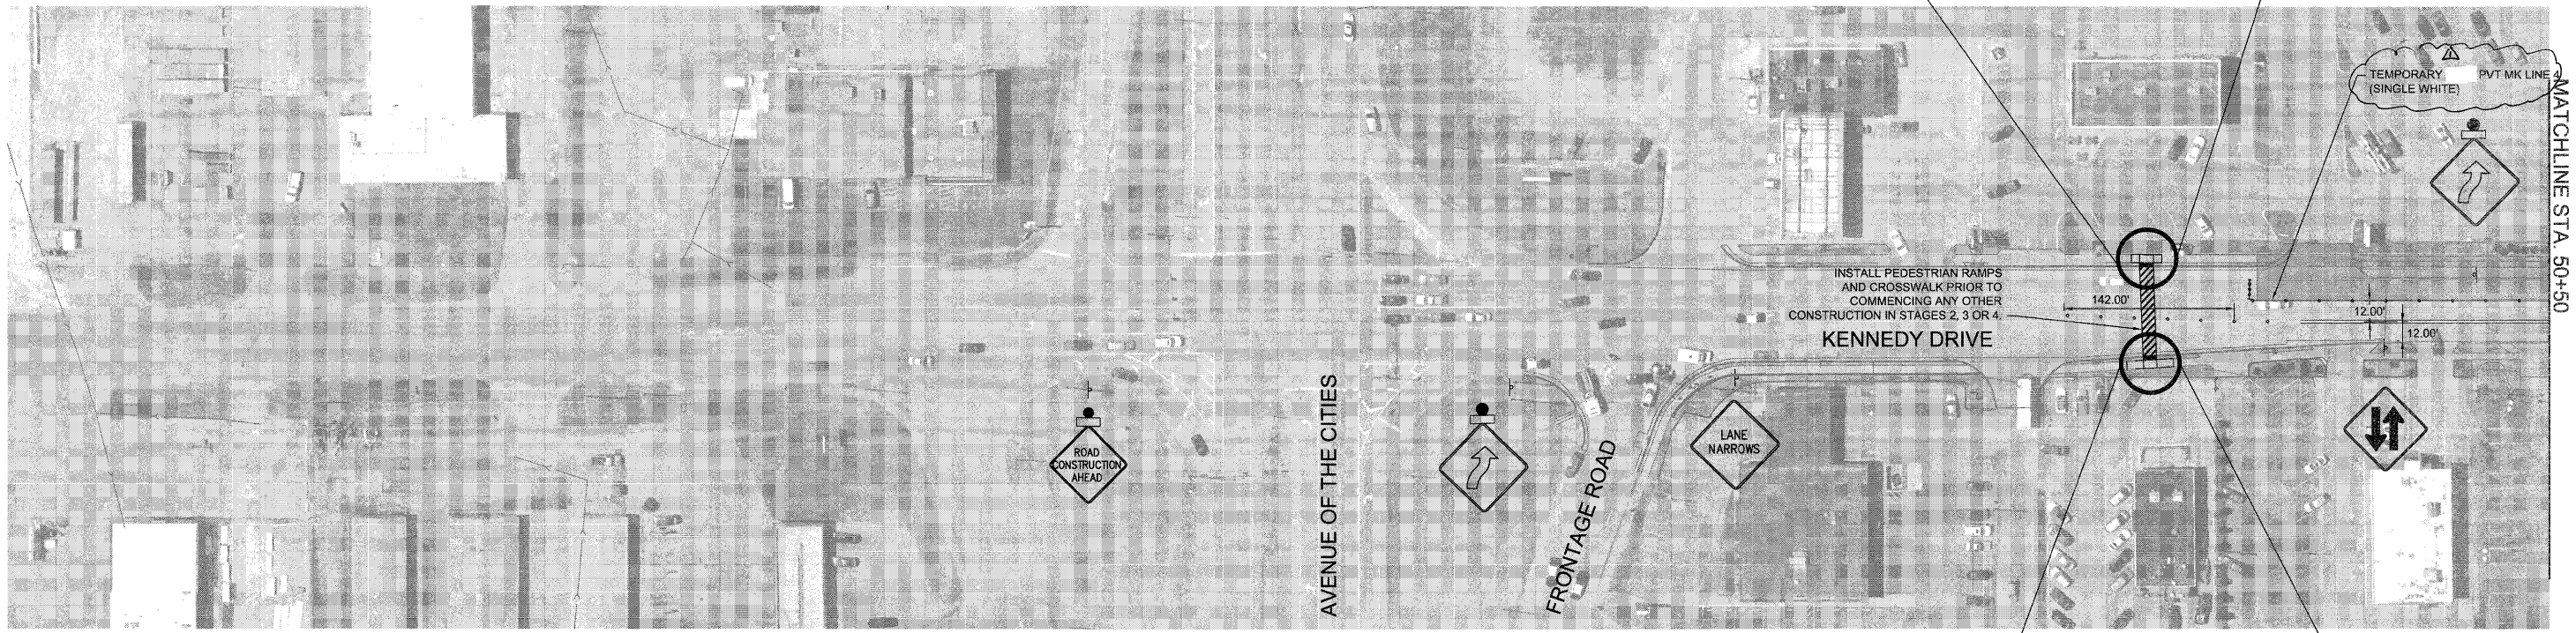 1
TEMPORARY PVT MK LINE 4
(SINGLE WHITE)
MATCHLINE STA. 50+50
INSTALL PEDESTRIAN RAMPS
AND CROSSWALK PRIOR TO
COMMENCING ANY OTHER
CONSTRUCTION IN STAGES 2, 3 OR 4.
KENNEDY DRIVE
142.00'
12.00'
12.00'
AVENUE OF THE CITIES
FRONTAGE ROAD
ROAD
CONSTRUCTION
AHEAD
LANE
NARROWS